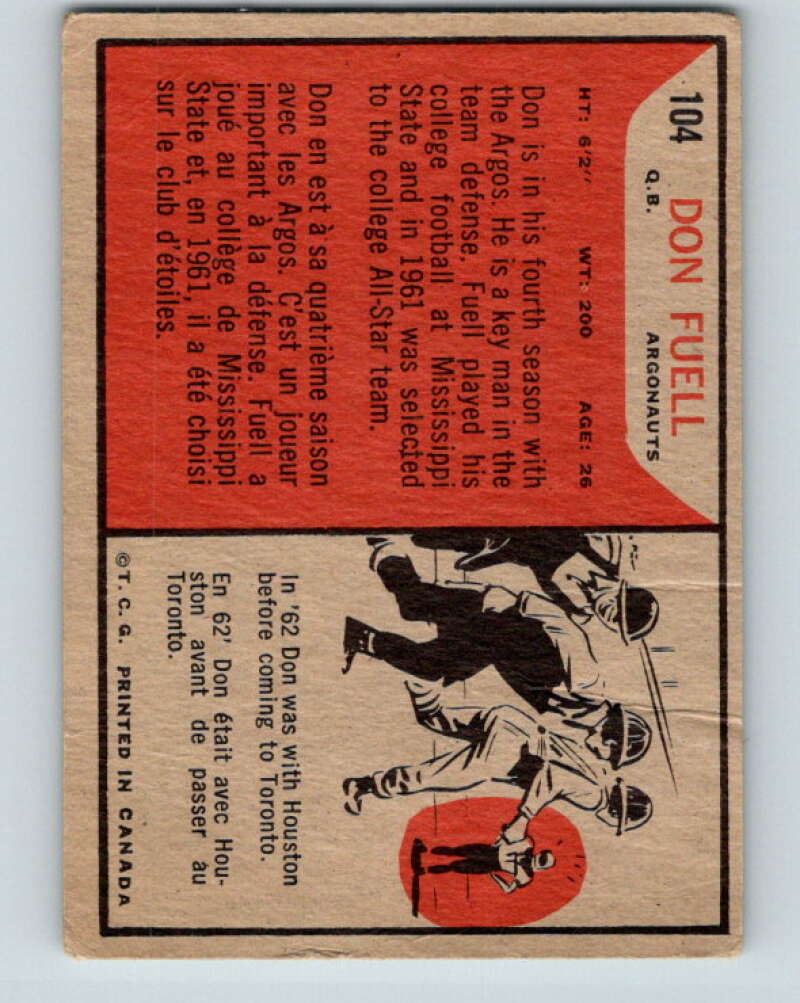 104 DON FUELL
Q.B. ARGONAUTS
HT: 6'2" WT: 200 AGE: 26
Don is in his fourth season with
the Argos. He is a key man in the
team defense. Fuell played his
college football at Mississippi
State and in 1961 was selected
to the college All-Star team.
Don en est à sa quatrième saison
avec les Argos. C'est un joueur
important à la défense. Fuell a
joué au collège de Mississippi
State et, en 1961, il a été choisi
sur le club d'étoiles.
In '62 Don was with Houston
before coming to Toronto.
En 62' Don était avec Hou-
ston avant de passer au
Toronto.
©T.C.G. PRINTED IN CANADA